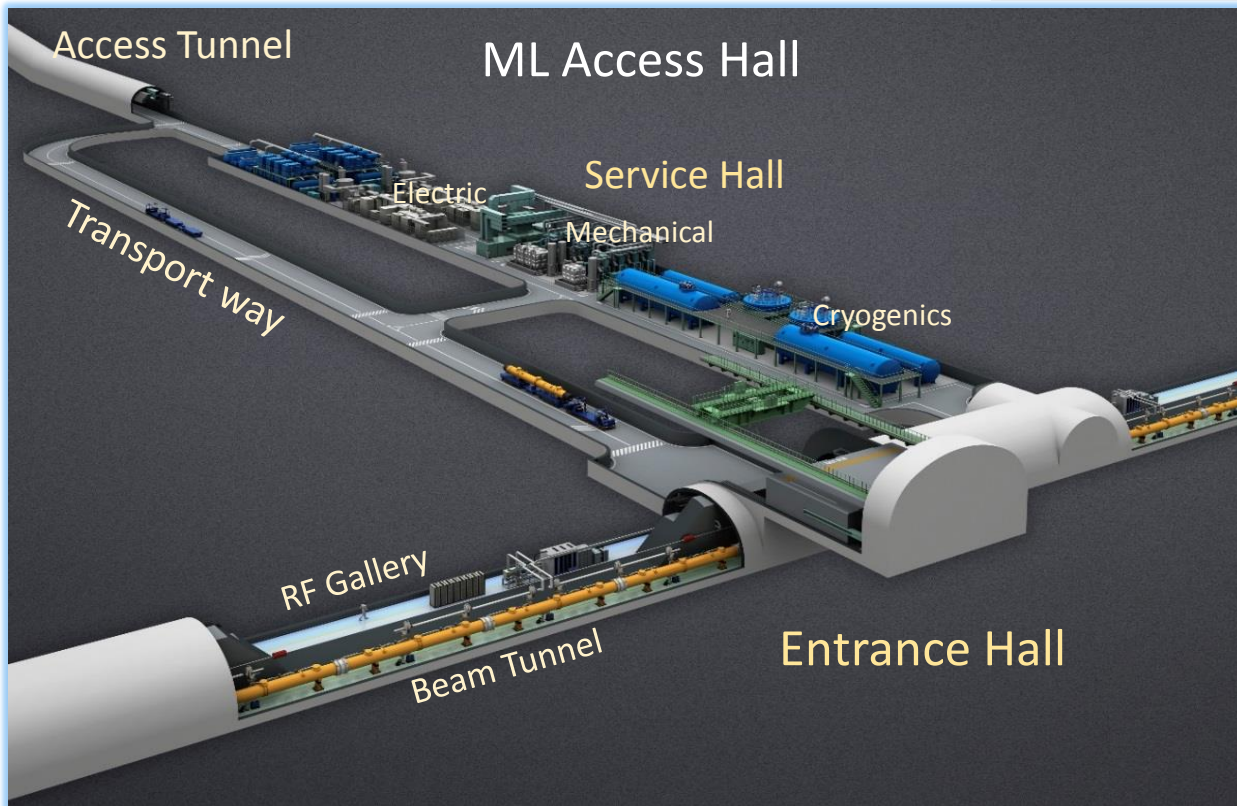 Access Tunnel
ML Access Hall
Service Hall
Electric
Mechanical
Transport way
Cryogenics
RF Gallery
Beam Tunnel
Entrance Hall